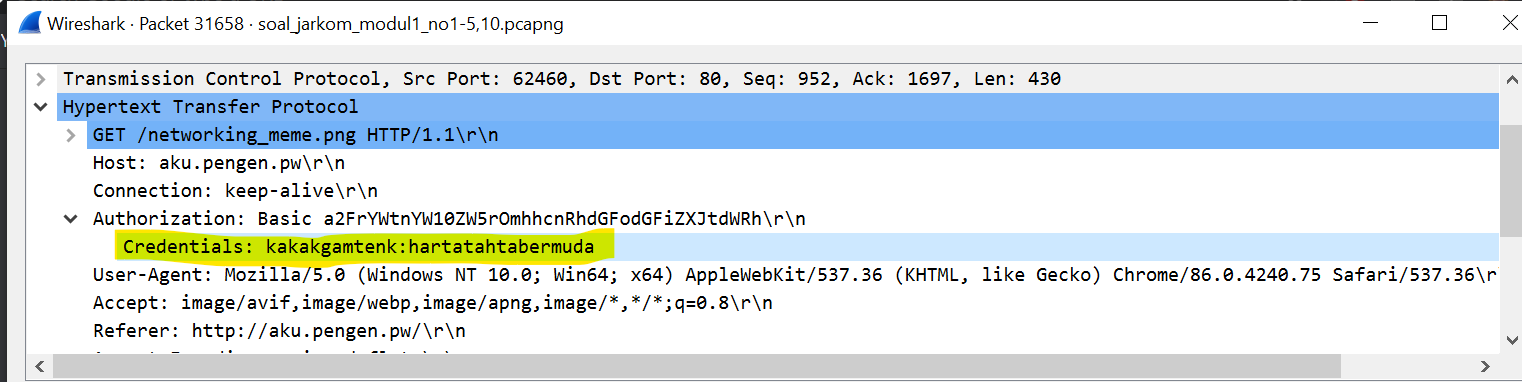 Wireshark · Packet 31658 · soal_jarkom_modul1_no1-5,10.pcapng
Transmission Control Protocol, Src Port: 62460, Dst Port: 80, Seq: 952, Ack: 1697, Len: 430
Hypertext Transfer Protocol
GET /networking_meme.png HTTP/1.1\r\n
Host: aku.pengen.pw\r\n
Connection: keep-alive\r\n
Authorization: Basic a2FrYWtnYW10ZW5rOmhhcnRhdGFodGFiZXJtdWRh\r\n
Credentials: kakakgamtenk:hartatahtabermuda
User-Agent: Mozilla/5.0 (Windows NT 10.0; Win64; x64) AppleWebKit/537.36 (KHTML, like Gecko) Chrome/86.0.4240.75 Safari/537.36\r
Accept: image/avif,image/webp,image/apng,image/*,*/*;q=0.8\r\n
Referer: http://aku.pengen.pw/\r\n